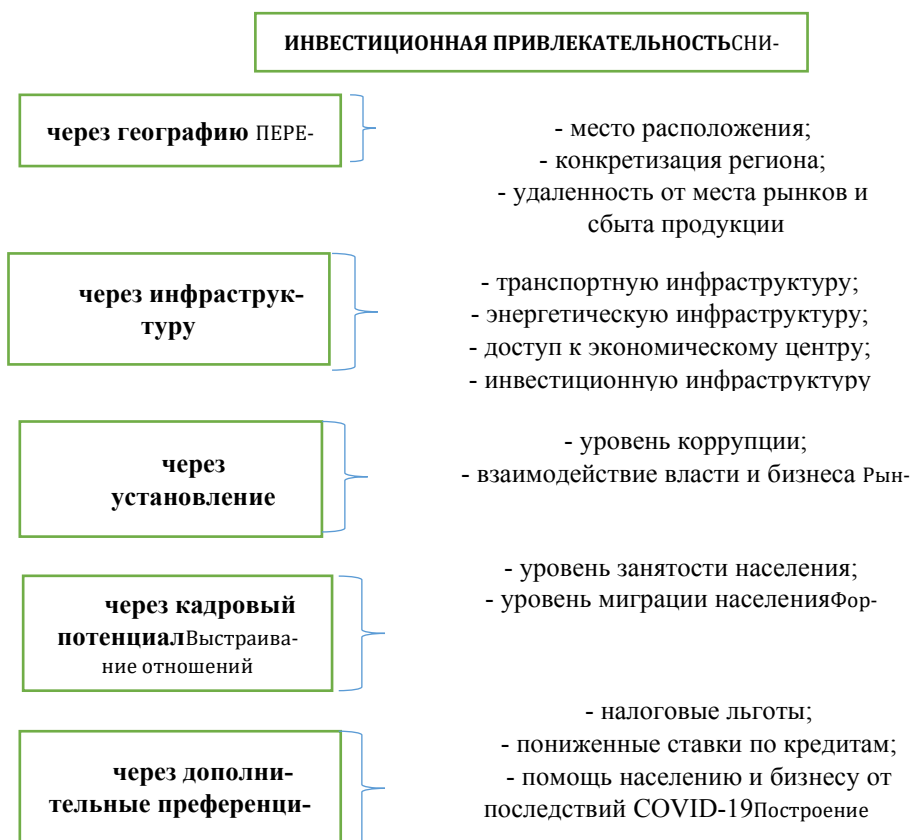 ИНВЕСТИЦИОННАЯ ПРИВЛЕКАТЕЛЬНОСТЬСНИ-
через географию ПЕРЕ-
- место расположения;
- конкретизация региона;
- удаленность от места рынков и
сбыта продукции
через инфраструк-
туру
- транспортную инфраструктуру;
- энергетическую инфраструктуру;
- доступ к экономическому центру;
- инвестиционную инфраструктуру
через
установление
- уровень коррупции;
- взаимодействие власти и бизнеса Рын-
через кадровый
потенциалВыстраива-
ние отношений
- уровень занятости населения;
- уровень миграции населенияФор-
через дополни-
тельные преференци-
- налоговые льготы;
- пониженные ставки по кредитам;
- помощь населению и бизнесу от
последствий COVID-19Построение